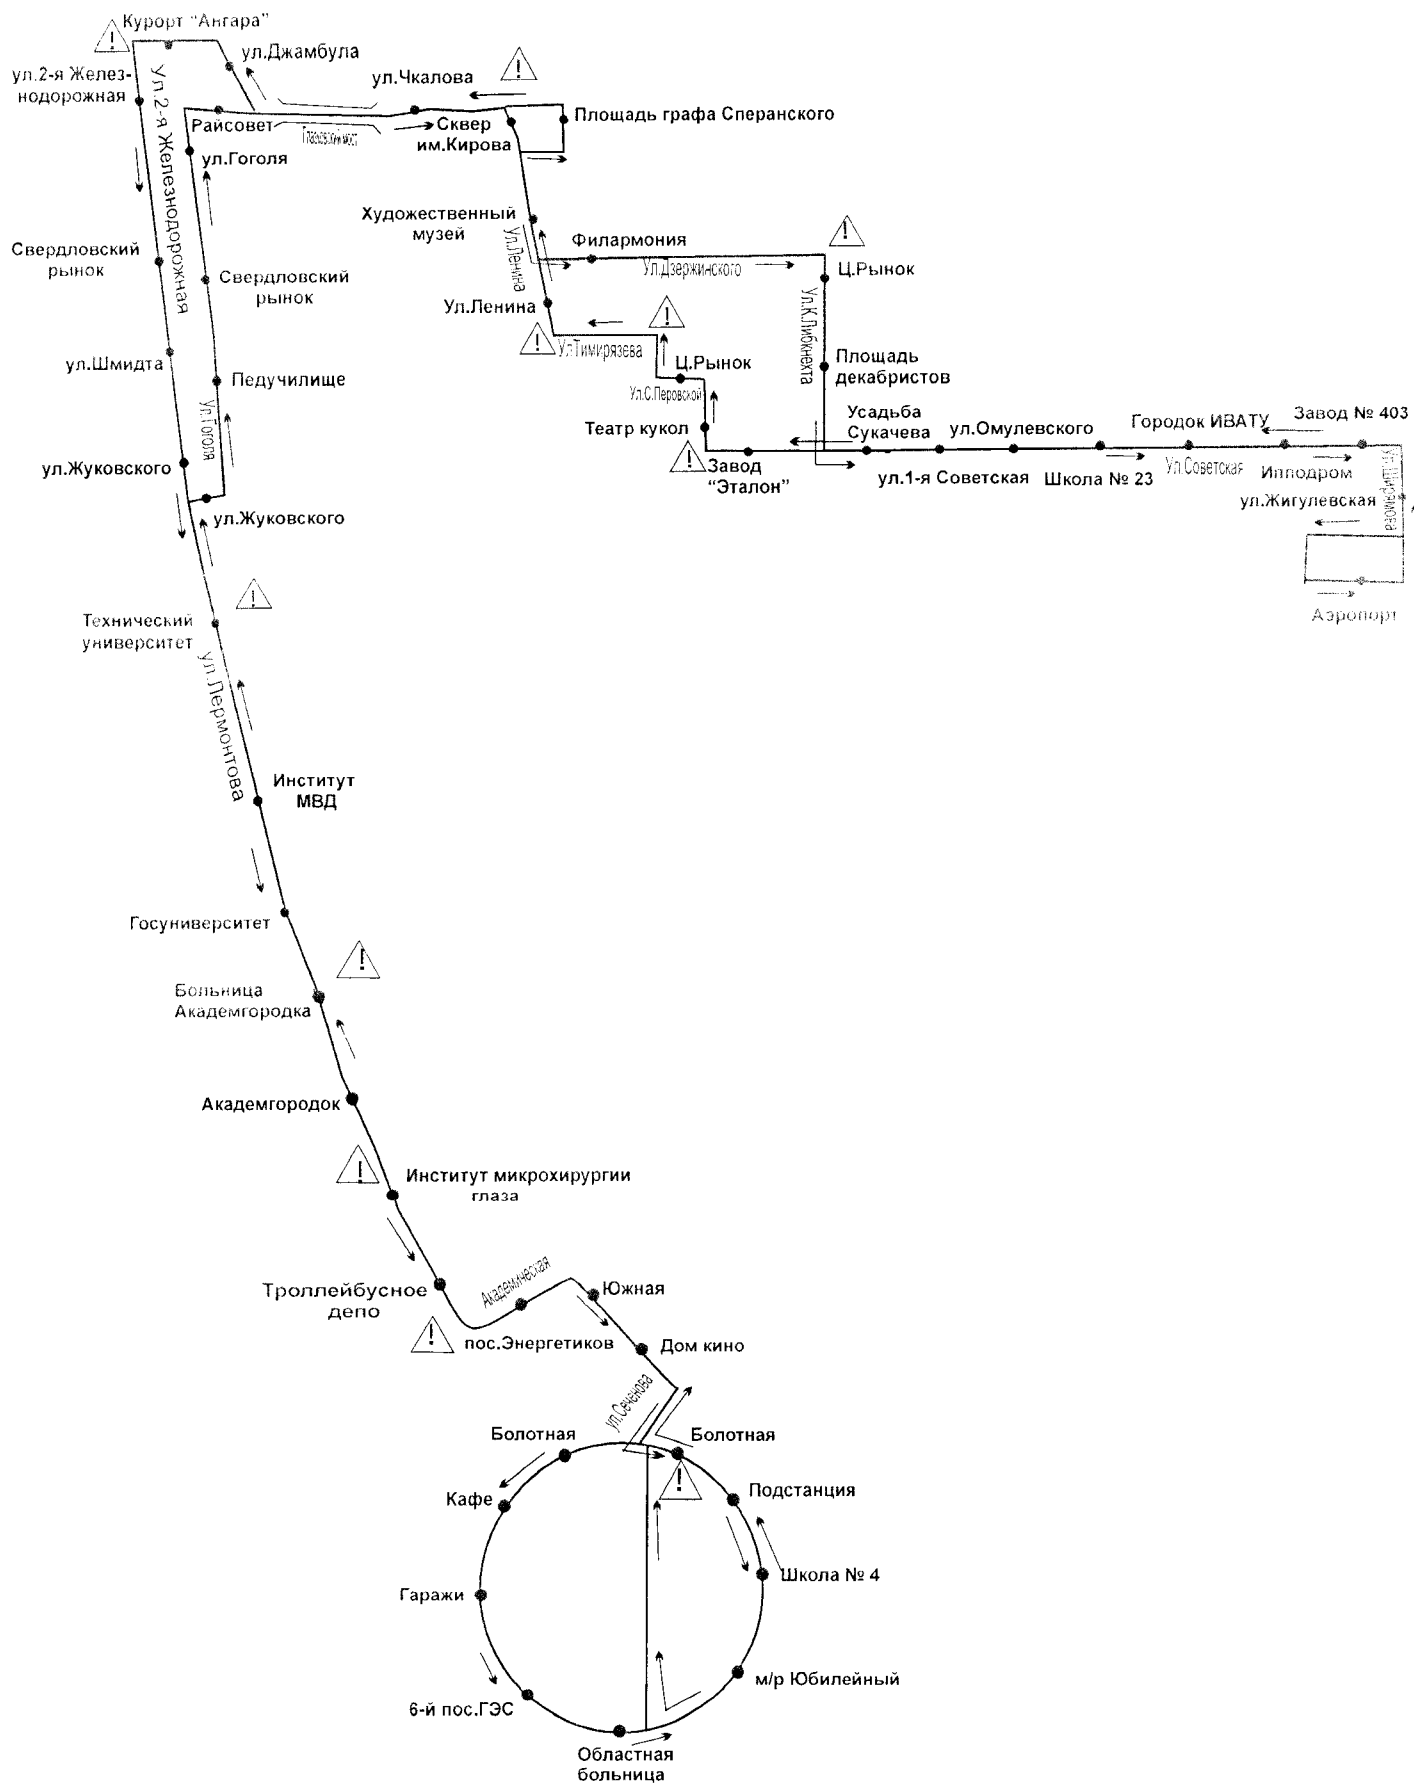 Курорт "Ангара"
ул.Джамбула
ул.2-я Желез-
нодорожная
Ул.2-я Железнодорожная
ул.Чкалова
Райсовет
Глазковский мост
Сквер
им.Кирова
Площадь графа Сперанского
ул.Гоголя
Художественный
музей
Ул.Ленина
Филармония
Ул.Дзержинского
Ц.Рынок
Свердловский
рынок
Свердловский
рынок
Ул.Ленина
Ул.К.Либкнехта
Ул.Тимирязева
ул.Шмидта
Педучилище
Ц.Рынок
Ул.С.Перовской
Площадь
декабристов
Ул.Гоголя
Театр кукол
Усадьба
Сукачева
ул.Омулевского
Городок ИВАТУ
Завод № 403
ул.Жуковского
Завод
"Эталон"
ул.1-я Советская
Школа № 23
Ул.Советская
Ипподром
Ул.Ширямова
ул.Жигулевская
ул.Жуковского
Аэропорт
Технический
университет
ул.Лермонтова
Институт
МВД
Госуниверситет
Больница
Академгородка
Академгородок
Институт микрохирургии
глаза
Троллейбусное
депо
Академическая
Южная
пос.Энергетиков
Дом кино
ул.Сеченова
Болотная
Болотная
Кафе
Подстанция
Гаражи
Школа № 4
6-й пос.ГЭС
м/р Юбилейный
Областная
больница